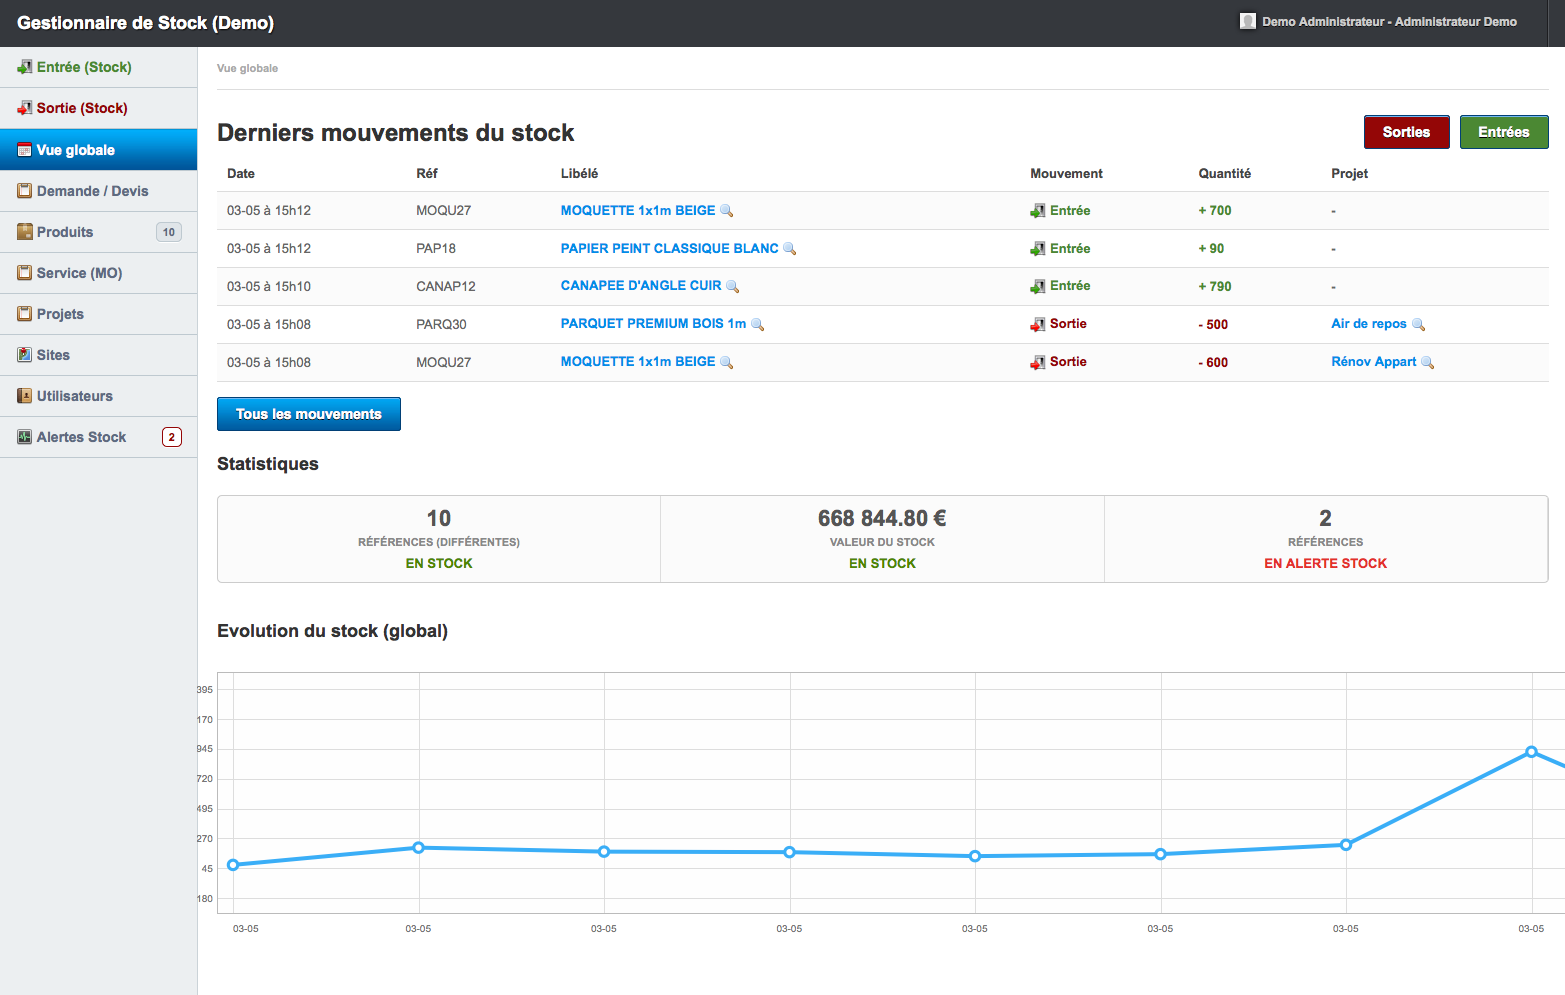 Gestionnaire de Stock (Demo)
Demo Administrateur - Administrateur Demo
Entrée (Stock)
Sortie (Stock)
Vue globale
Demande / Devis
Produits 10
Service (MO)
Projets
Sites
Utilisateurs
Alertes Stock 2
Vue globale
Derniers mouvements du stock
Sorties Entrées
Date Réf Libélé Mouvement Quantité Projet
03-05 à 15h12 MOQU27 MOQUETTE 1x1m BEIGE Entrée + 700 -
03-05 à 15h12 PAP18 PAPIER PEINT CLASSIQUE BLANC Entrée + 90 -
03-05 à 15h10 CANAP12 CANAPEE D'ANGLE CUIR Entrée + 790 -
03-05 à 15h08 PARQ30 PARQUET PREMIUM BOIS 1m Sortie - 500 Air de repos
03-05 à 15h08 MOQU27 MOQUETTE 1x1m BEIGE Sortie - 600 Rénov Appart
Tous les mouvements
Statistiques
10
RÉFÉRENCES (DIFFÉRENTES)
EN STOCK
668 844.80 €
VALEUR DU STOCK
EN STOCK
2
RÉFÉRENCES
EN ALERTE STOCK
Evolution du stock (global)
395
170
945
720
495
270
45
180
03-05 03-05 03-05 03-05 03-05 03-05 03-05 03-05